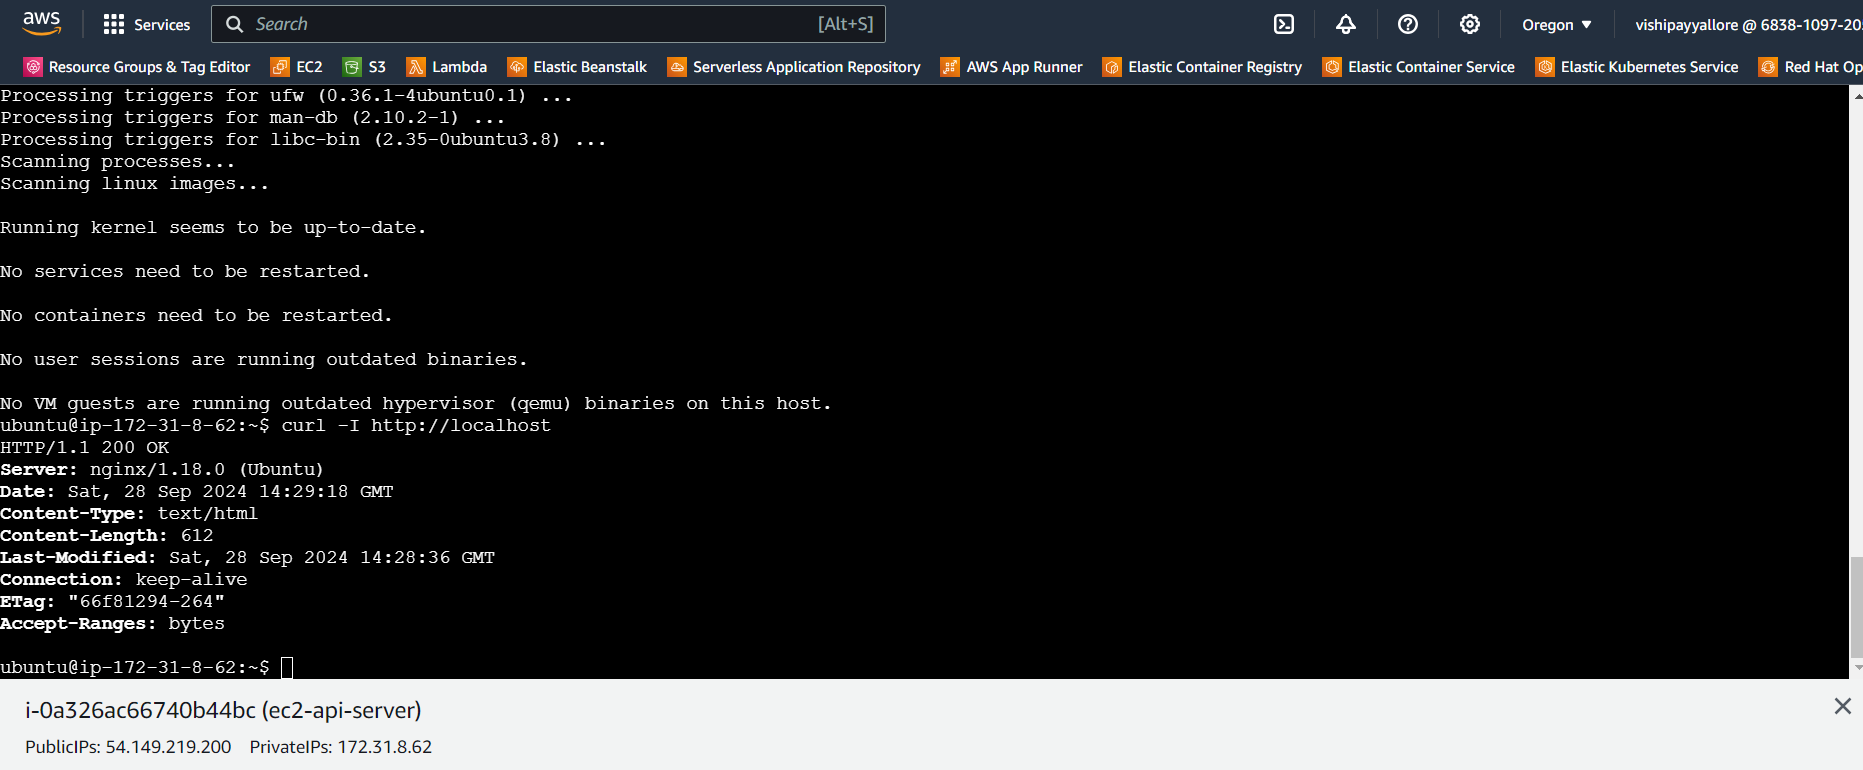 aws Services Search [Alt+S] Oregon ▼ vishipayyallore @ 6838-1097-20
Resource Groups & Tag Editor EC2 S3 Lambda Elastic Beanstalk Serverless Application Repository AWS App Runner Elastic Container Registry Elastic Container Service Elastic Kubernetes Service Red Hat Op
Processing triggers for ufw (0.36.1-4ubuntu0.1) ...
Processing triggers for man-db (2.10.2-1) ...
Processing triggers for libc-bin (2.35-0ubuntu3.8) ...
Scanning processes...
Scanning linux images...
Running kernel seems to be up-to-date.
No services need to be restarted.
No containers need to be restarted.
No user sessions are running outdated binaries.
No VM guests are running outdated hypervisor (qemu) binaries on this host.
ubuntu@ip-172-31-8-62:~$ curl -I http://localhost
HTTP/1.1 200 OK
Server: nginx/1.18.0 (Ubuntu)
Date: Sat, 28 Sep 2024 14:29:18 GMT
Content-Type: text/html
Content-Length: 612
Last-Modified: Sat, 28 Sep 2024 14:28:36 GMT
Connection: keep-alive
ETag: "66f81294-264"
Accept-Ranges: bytes
ubuntu@ip-172-31-8-62:~$
i-0a326ac66740b44bc (ec2-api-server)
PublicIPs: 54.149.219.200 PrivateIPs: 172.31.8.62